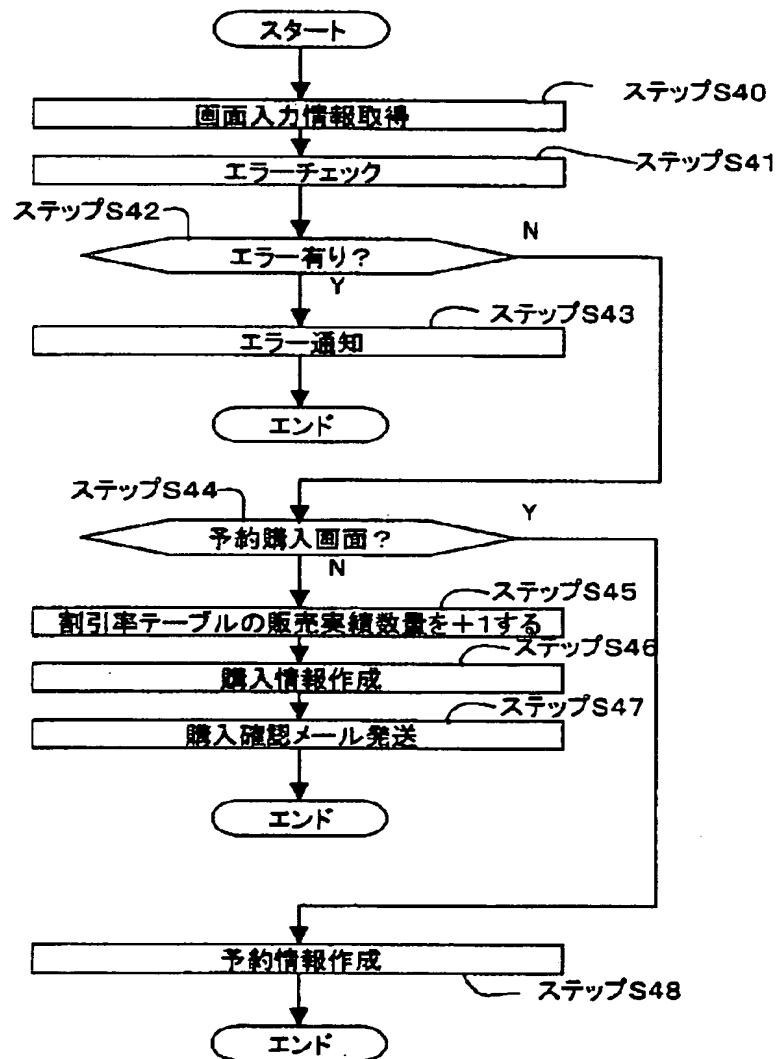 スタート
ステップS40
画面入力情報取得
ステップS41
エラーチェック
ステップS42
エラー有り?
N
Y
ステップS43
エラー通知
エンド
ステップS44
予約購入画面?
Y
N
ステップS45
割引率テーブルの販売実績数量を+1する
ステップS46
購入情報作成
ステップS47
購入確認メール発送
エンド
予約情報作成
ステップS48
エンド